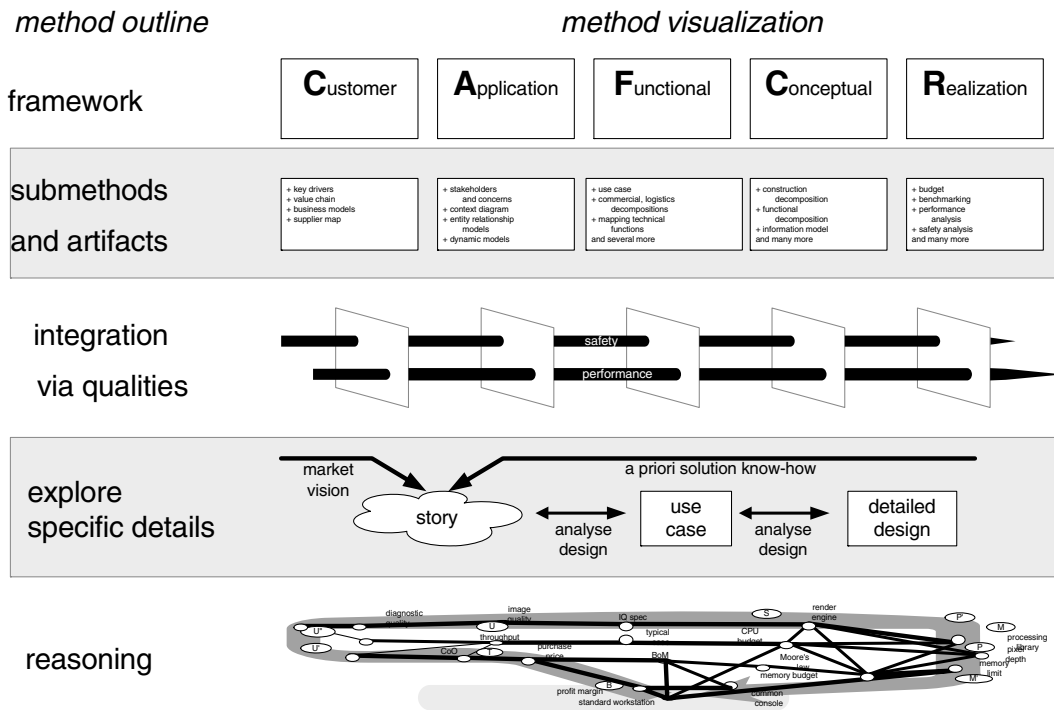 method outline
method visualization
framework
Customer
Application
Functional
Conceptual
Realization
submethods
and artifacts
+ key drivers
+ value chain
+ business models
+ supplier map
+ stakeholders
and concerns
+ context diagram
+ entity relationship
models
+ dynamic models
+ use case
+ commercial, logistics
decompositions
+ mapping technical
functions
and several more
+ construction
decomposition
+ functional
decomposition
+ information model
and many more
+ budget
+ benchmarking
+ performance
analysis
+ safety analysis
and many more
integration
via qualities
safety
performance
explore
specific details
market
vision
a priori solution know-how
story
analyse
design
use
case
analyse
design
detailed
design
reasoning
diagnostic
quality
image
quality
IQ spec
S
render
engine
P'
M
U"
U
U'
throughput
typical
case
CPU
budget
processing
library
P
pixel
depth
CoO
T
purchase
price
BoM
Moore's
law
memory
limit
memory budget
M'
B
profit margin
standard workstation
common
console